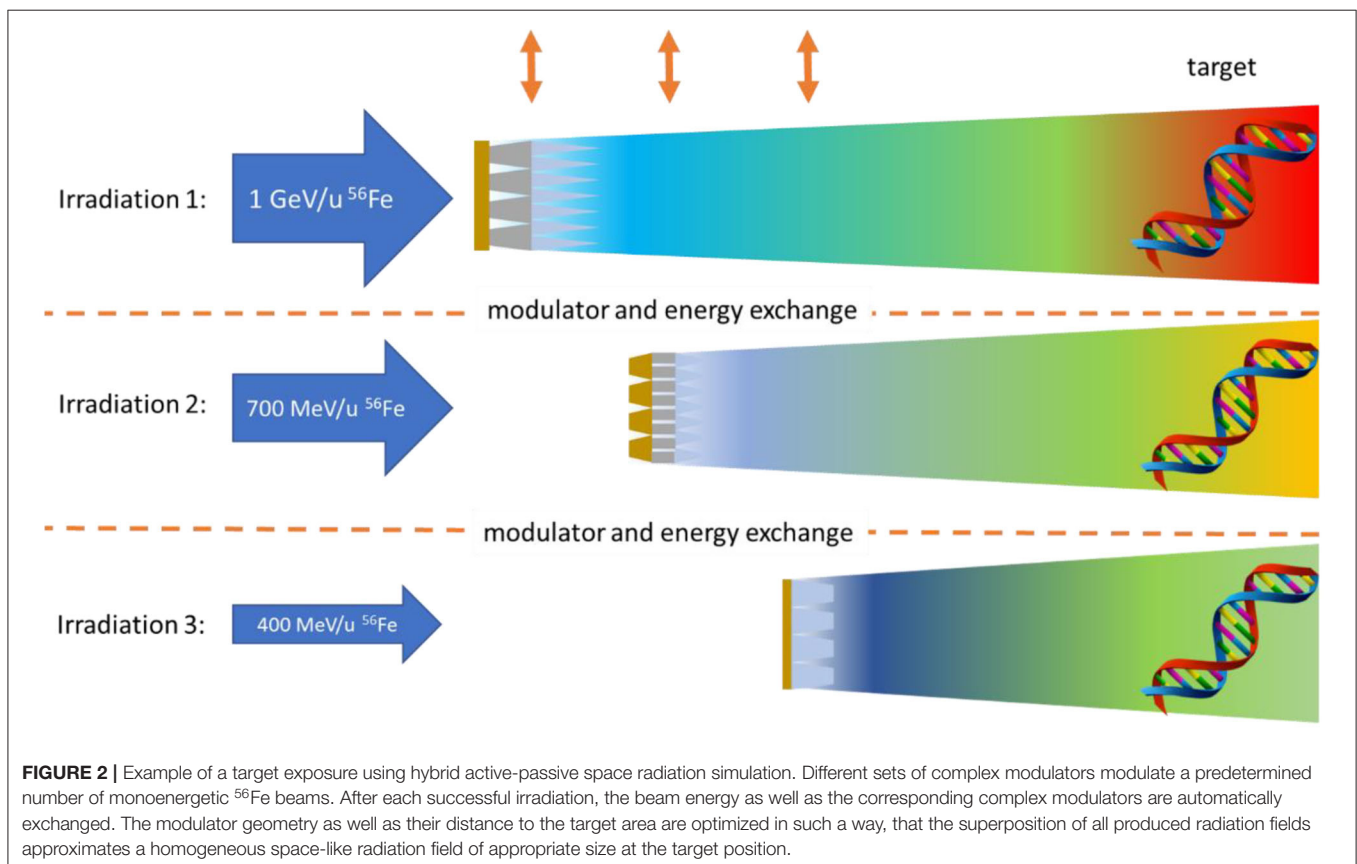 target
Irradiation 1:
1 GeV/u ⁵⁶Fe
modulator and energy exchange
Irradiation 2:
700 MeV/u ⁵⁶Fe
modulator and energy exchange
Irradiation 3:
400 MeV/u ⁵⁶Fe
FIGURE 2 | Example of a target exposure using hybrid active-passive space radiation simulation. Different sets of complex modulators modulate a predetermined
number of monoenergetic ⁵⁶Fe beams. After each successful irradiation, the beam energy as well as the corresponding complex modulators are automatically
exchanged. The modulator geometry as well as their distance to the target area are optimized in such a way, that the superposition of all produced radiation fields
approximates a homogeneous space-like radiation field of appropriate size at the target position.